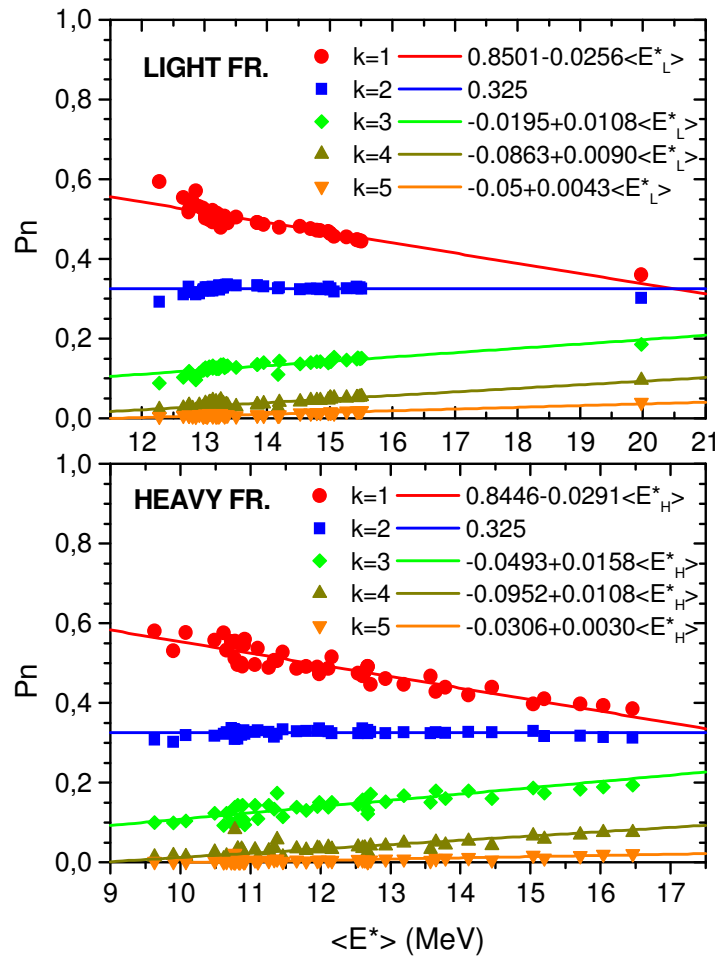 1,0
LIGHT FR.
k=1 0.8501-0.0256<E*L>
k=2 0.325
0,8
k=3 -0.0195+0.0108<E*L>
k=4 -0.0863+0.0090<E*L>
0,6
k=5 -0.05+0.0043<E*L>
Pn
0,4
0,2
0,0
12 13 14 15 16 17 18 19 20 21
1,0
HEAVY FR.
k=1 0.8446-0.0291<E*H>
k=2 0.325
0,8
k=3 -0.0493+0.0158<E*H>
k=4 -0.0952+0.0108<E*H>
0,6
k=5 -0.0306+0.0030<E*H>
Pn
0,4
0,2
0,0
9 10 11 12 13 14 15 16 17
<E*> (MeV)